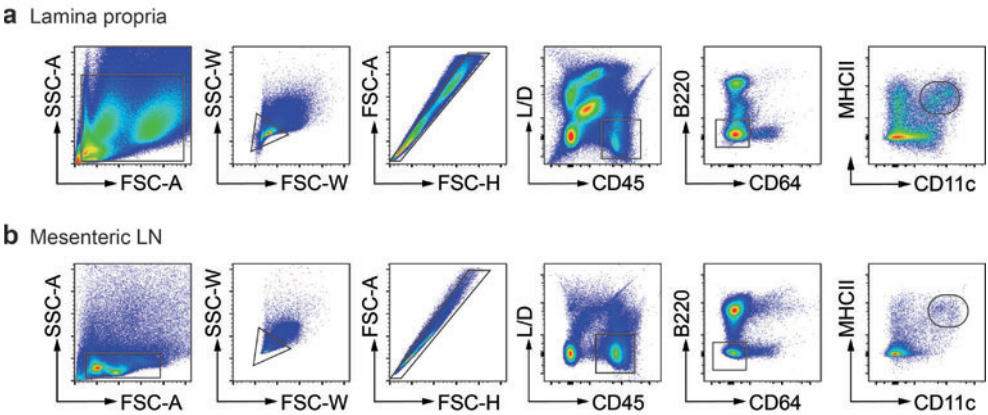 a Lamina propria
SSC-A
FSC-A
SSC-W
FSC-W
FSC-A
FSC-H
L/D
CD45
B220
CD64
MHCII
CD11c
b Mesenteric LN
SSC-A
FSC-A
SSC-W
FSC-W
FSC-A
FSC-H
L/D
CD45
B220
CD64
MHCII
CD11c